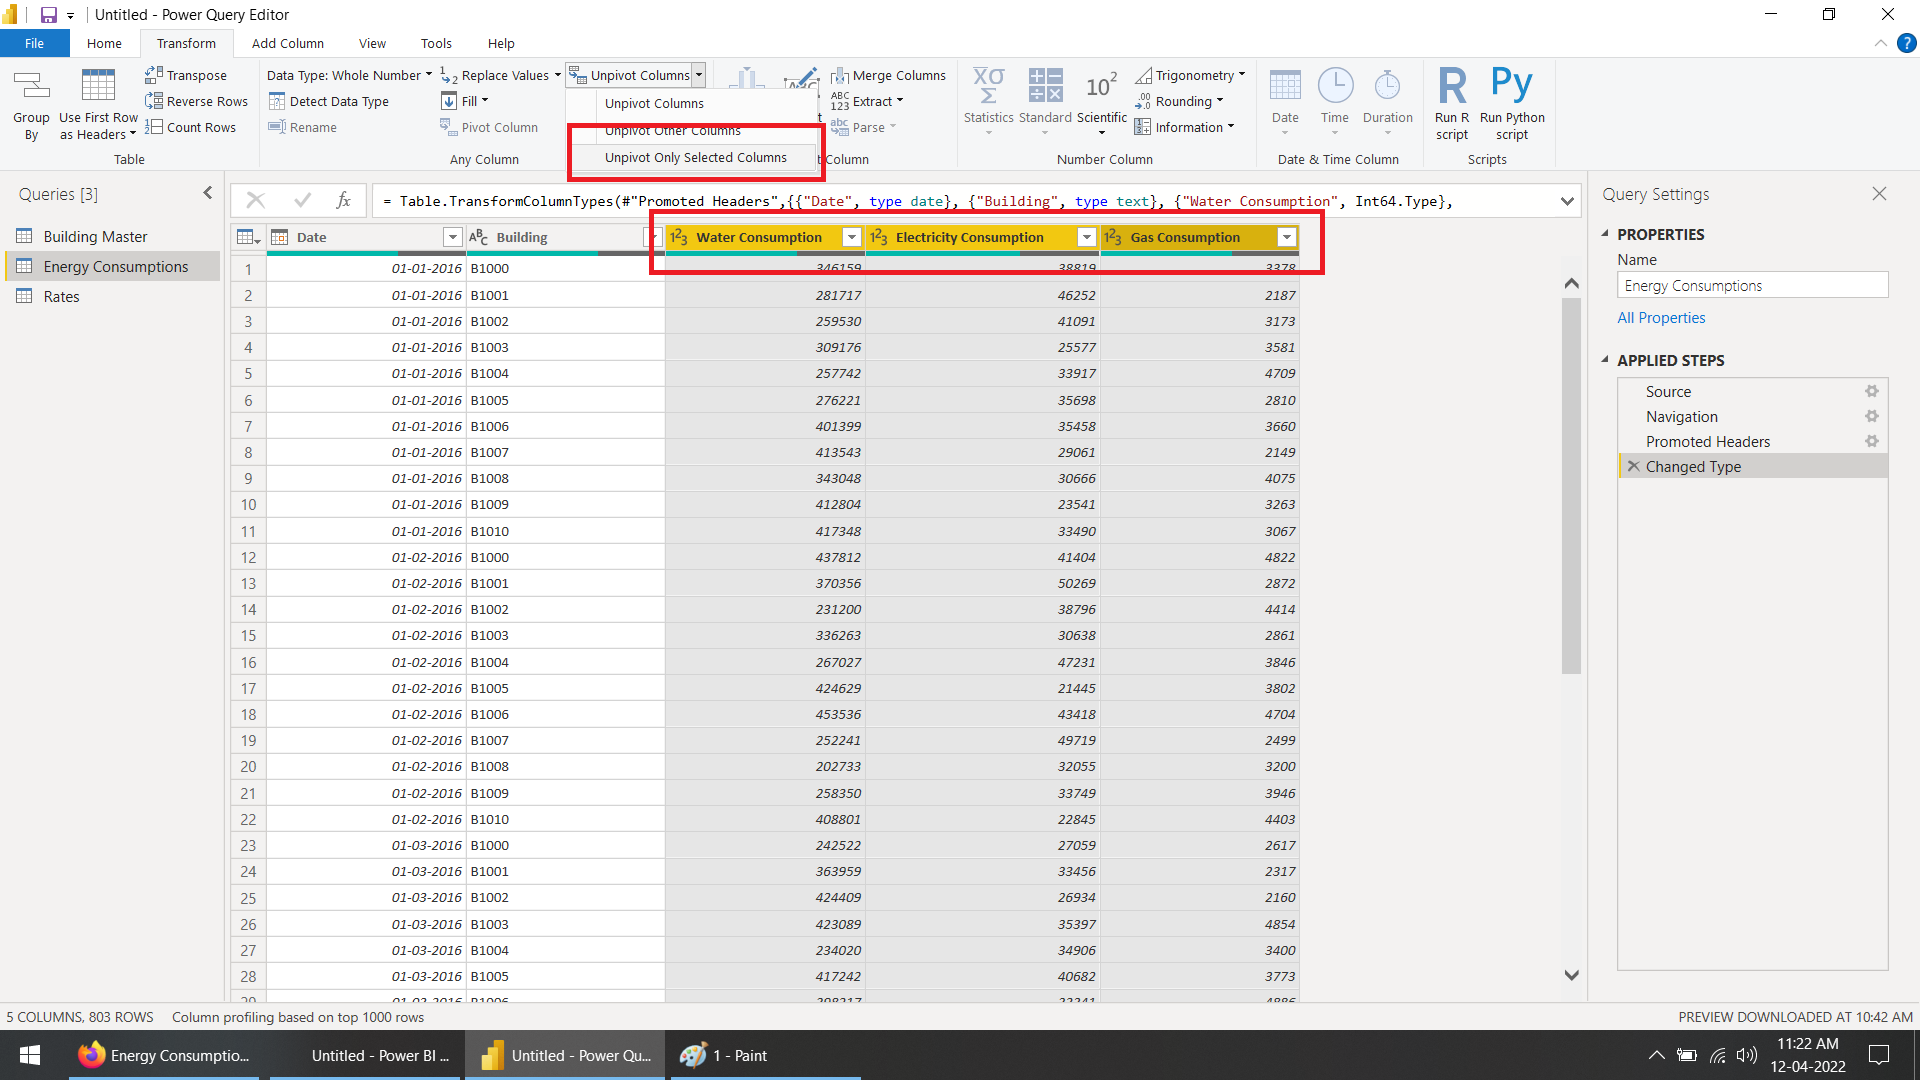 Untitled - Power Query Editor
File Home Transform Add Column View Tools Help
Group By
Use First Row as Headers
Transpose
Reverse Rows
Count Rows
Table
Data Type: Whole Number
Detect Data Type
Rename
Replace Values
Fill
Pivot Column
Any Column
Unpivot Columns
Unpivot Columns
Unpivot Other Columns
Unpivot Only Selected Columns
Merge Columns
Extract
Parse
t Column
Statistics Standard Scientific
Trigonometry
Rounding
Information
Number Column
Date Time Duration
Date & Time Column
Run R script
Run Python script
Scripts
Queries [3]
Building Master
Energy Consumptions
Rates
= Table.TransformColumnTypes(#"Promoted Headers",{{"Date", type date}, {"Building", type text}, {"Water Consumption", Int64.Type},
Date Building Water Consumption Electricity Consumption Gas Consumption
1 01-01-2016 B1000 346159 38819 3378
2 01-01-2016 B1001 281717 46252 2187
3 01-01-2016 B1002 259530 41091 3173
4 01-01-2016 B1003 309176 25577 3581
5 01-01-2016 B1004 257742 33917 4709
6 01-01-2016 B1005 276221 35698 2810
7 01-01-2016 B1006 401399 35458 3660
8 01-01-2016 B1007 413543 29061 2149
9 01-01-2016 B1008 343048 30666 4075
10 01-01-2016 B1009 412804 23541 3263
11 01-01-2016 B1010 417348 33490 3067
12 01-02-2016 B1000 437812 41404 4822
13 01-02-2016 B1001 370356 50269 2872
14 01-02-2016 B1002 231200 38796 4414
15 01-02-2016 B1003 336263 30638 2861
16 01-02-2016 B1004 267027 47231 3846
17 01-02-2016 B1005 424629 21445 3802
18 01-02-2016 B1006 453536 43418 4704
19 01-02-2016 B1007 252241 49719 2499
20 01-02-2016 B1008 202733 32055 3200
21 01-02-2016 B1009 258350 33749 3946
22 01-02-2016 B1010 408801 22845 4403
23 01-03-2016 B1000 242522 27059 2617
24 01-03-2016 B1001 363959 33456 2317
25 01-03-2016 B1002 424409 26934 2160
26 01-03-2016 B1003 423089 35397 4854
27 01-03-2016 B1004 234020 34906 3400
28 01-03-2016 B1005 417242 40682 3773
Query Settings
PROPERTIES
Name
Energy Consumptions
All Properties
APPLIED STEPS
Source
Navigation
Promoted Headers
Changed Type
5 COLUMNS, 803 ROWS Column profiling based on top 1000 rows
PREVIEW DOWNLOADED AT 10:42 AM
Energy Consumptio...
Untitled - Power BI ...
Untitled - Power Qu...
1 - Paint
11:22 AM
12-04-2022